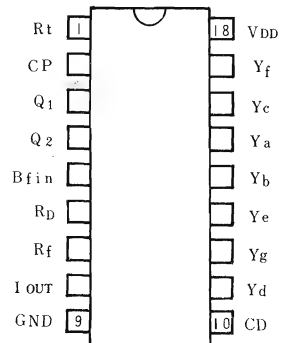 Rt 1 18 VDD
CP Yf
Q1 Yc
Q2 Ya
Bfin Yb
RD Ye
Rf Yg
I OUT Yd
GND 9 10 CD